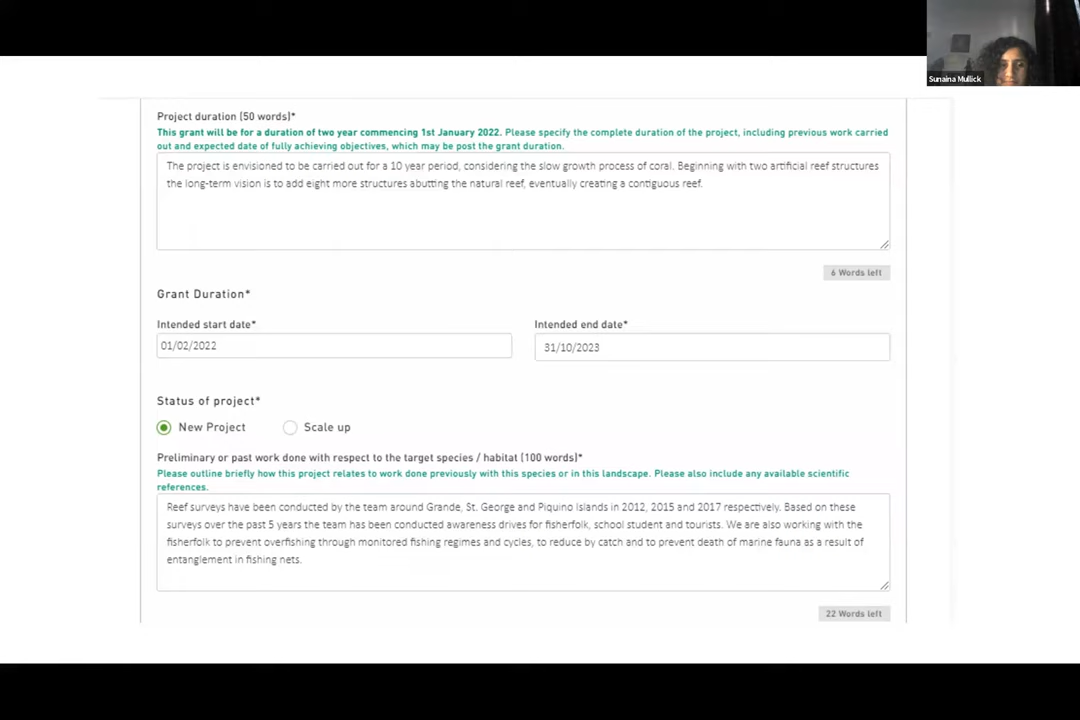 Sunaina Mullick
Project duration (50 words)*
This grant will be for a duration of two year commencing 1st January 2022. Please specify the complete duration of the project, including previous work carried
out and expected date of fully achieving objectives, which may be post the grant duration.
The project is envisioned to be carried out for a 10 year period, considering the slow growth process of coral. Beginning with two artificial reef structures
the long-term vision is to add eight more structures abutting the natural reef, eventually creating a contiguous reef.
6 Words left
Grant Duration*
Intended start date* Intended end date*
01/02/2022 31/10/2023
Status of project*
New Project Scale up
Preliminary or past work done with respect to the target species / habitat (100 words)*
Please outline briefly how this project relates to work done previously with this species or in this landscape. Please also include any available scientific
references.
Reef surveys have been conducted by the team around Grande, St. George and Piquino Islands in 2012, 2015 and 2017 respectively. Based on these
surveys over the past 5 years the team has been conducted awareness drives for fisherfolk, school student and tourists. We are also working with the
fisherfolk to prevent overfishing through monitored fishing regimes and cycles, to reduce by catch and to prevent death of marine fauna as a result of
entanglement in fishing nets.
22 Words left